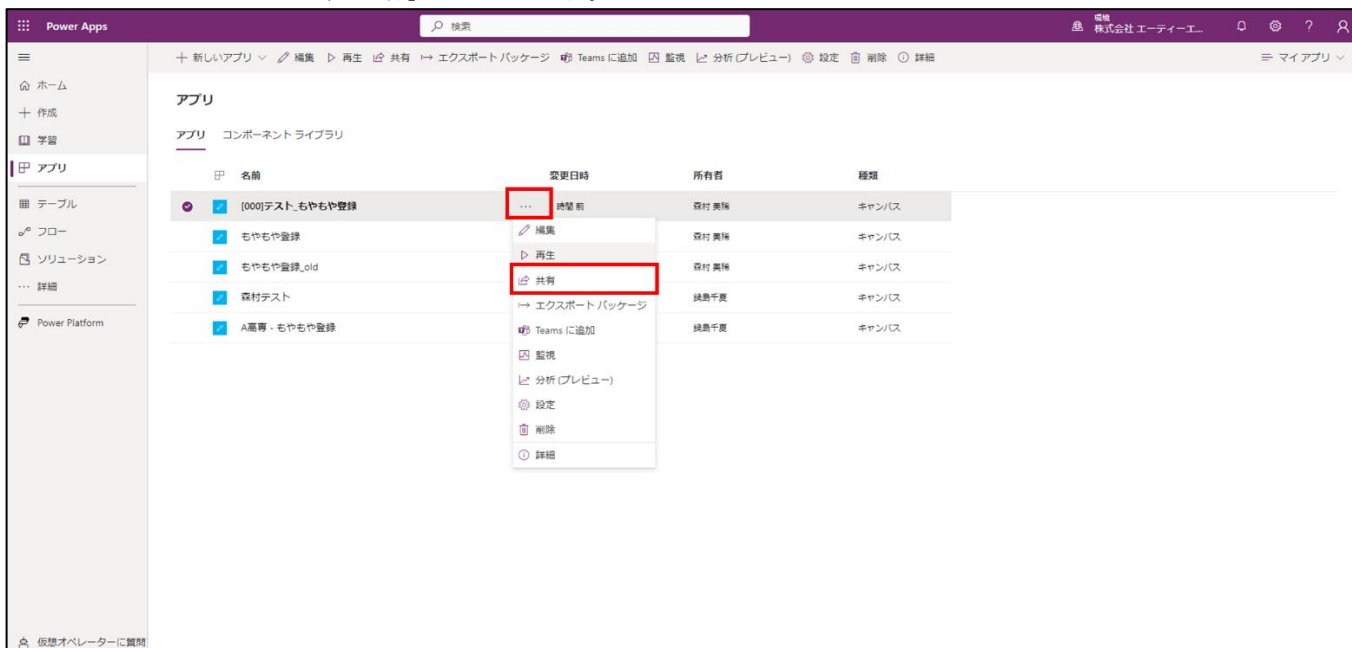 Power Apps
検索
環境
株式会社 エーティーエ...
?
+ 新しいアプリ 編集 再生 共有 エクスポート パッケージ Teams に追加 監視 分析 (プレビュー) 設定 削除 詳細
マイ アプリ
ホーム
作成
学習
アプリ
テーブル
フロー
ソリューション
... 詳細
Power Platform
仮想オペレーターに質問
アプリ
アプリ コンポーネント ライブラリ
名前 変更日時 所有者 種類
[000]テスト_もやもや登録 ... 時間 前 森村 美瑞 キャンバス
もやもや登録 森村 美瑞 キャンバス
もやもや登録_old 森村 美瑞 キャンバス
森村テスト 鍋島千夏 キャンバス
A高専 - もやもや登録 鍋島千夏 キャンバス
編集
再生
共有
エクスポート パッケージ
Teams に追加
監視
分析 (プレビュー)
設定
削除
詳細